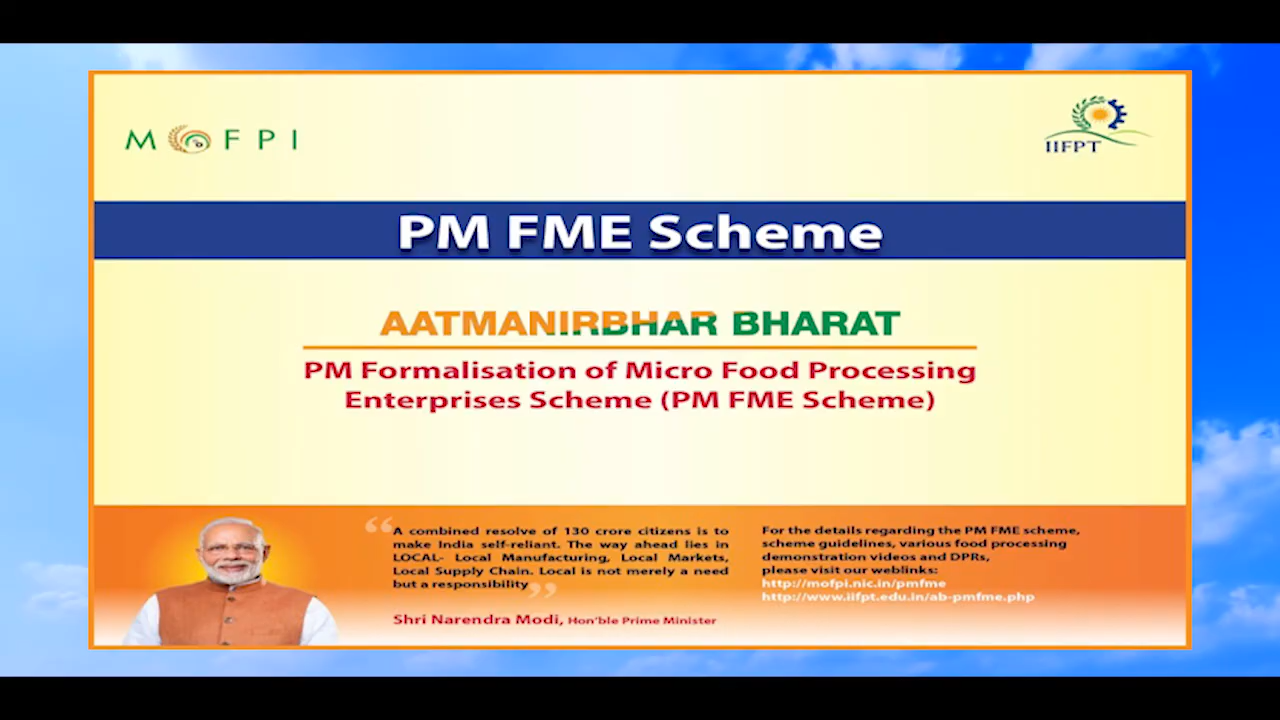 MOFPI
IIFPT
PM FME Scheme
AATMANIRBHAR BHARAT
PM Formalisation of Micro Food Processing
Enterprises Scheme (PM FME Scheme)
“A combined resolve of 130 crore citizens is to
make India self-reliant. The way ahead lies in
LOCAL- Local Manufacturing, Local Markets,
Local Supply Chain. Local is not merely a need
but a responsibility”
Shri Narendra Modi, Hon'ble Prime Minister
For the details regarding the PM FME scheme,
scheme guidelines, various food processing
demonstration videos and DPRs,
please visit our weblinks:
http://mofpi.nic.in/pmfme
http://www.iifpt.edu.in/ab-pmfme.php